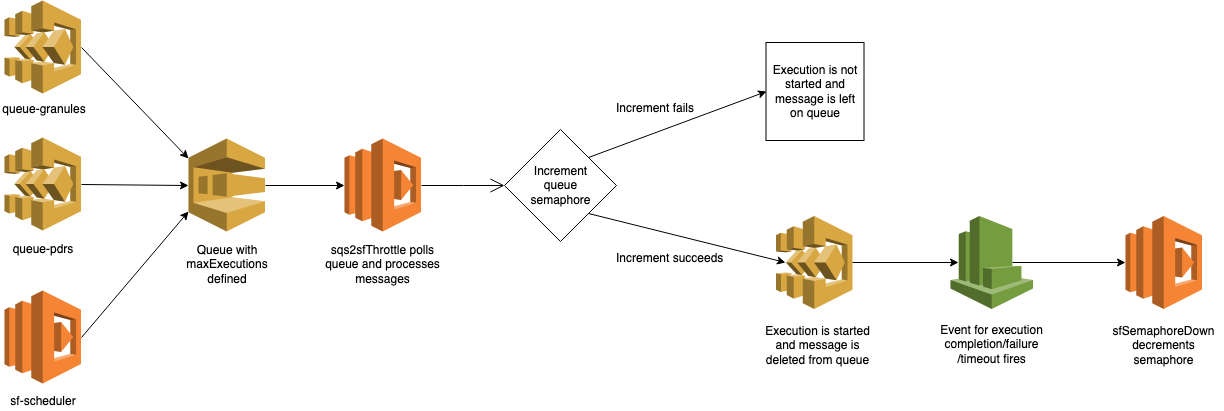 queue-granules
queue-pdrs
sf-scheduler
Queue with
maxExecutions
defined
sqs2sfThrottle polls
queue and processes
messages
Increment
queue
semaphore
Increment fails
Execution is not
started and
message is left
on queue
Increment succeeds
Execution is started
and message is
deleted from queue
Event for execution
completion/failure
/timeout fires
sfSemaphoreDown
decrements
semaphore